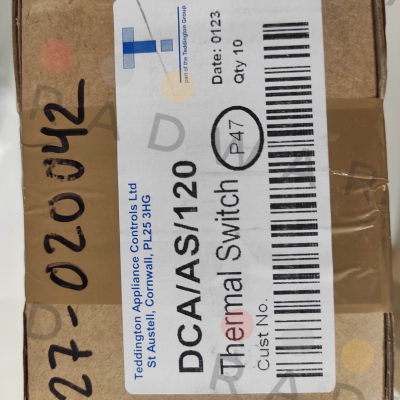 27-020042
Teddington Appliance Controls Ltd
St Austell, Cornwall, PL25 3HG
part of the Teddington Group
Date: 0123
Qty 10
DCA/AS/120
Thermal Switch P47
Cust No.
RADWAR